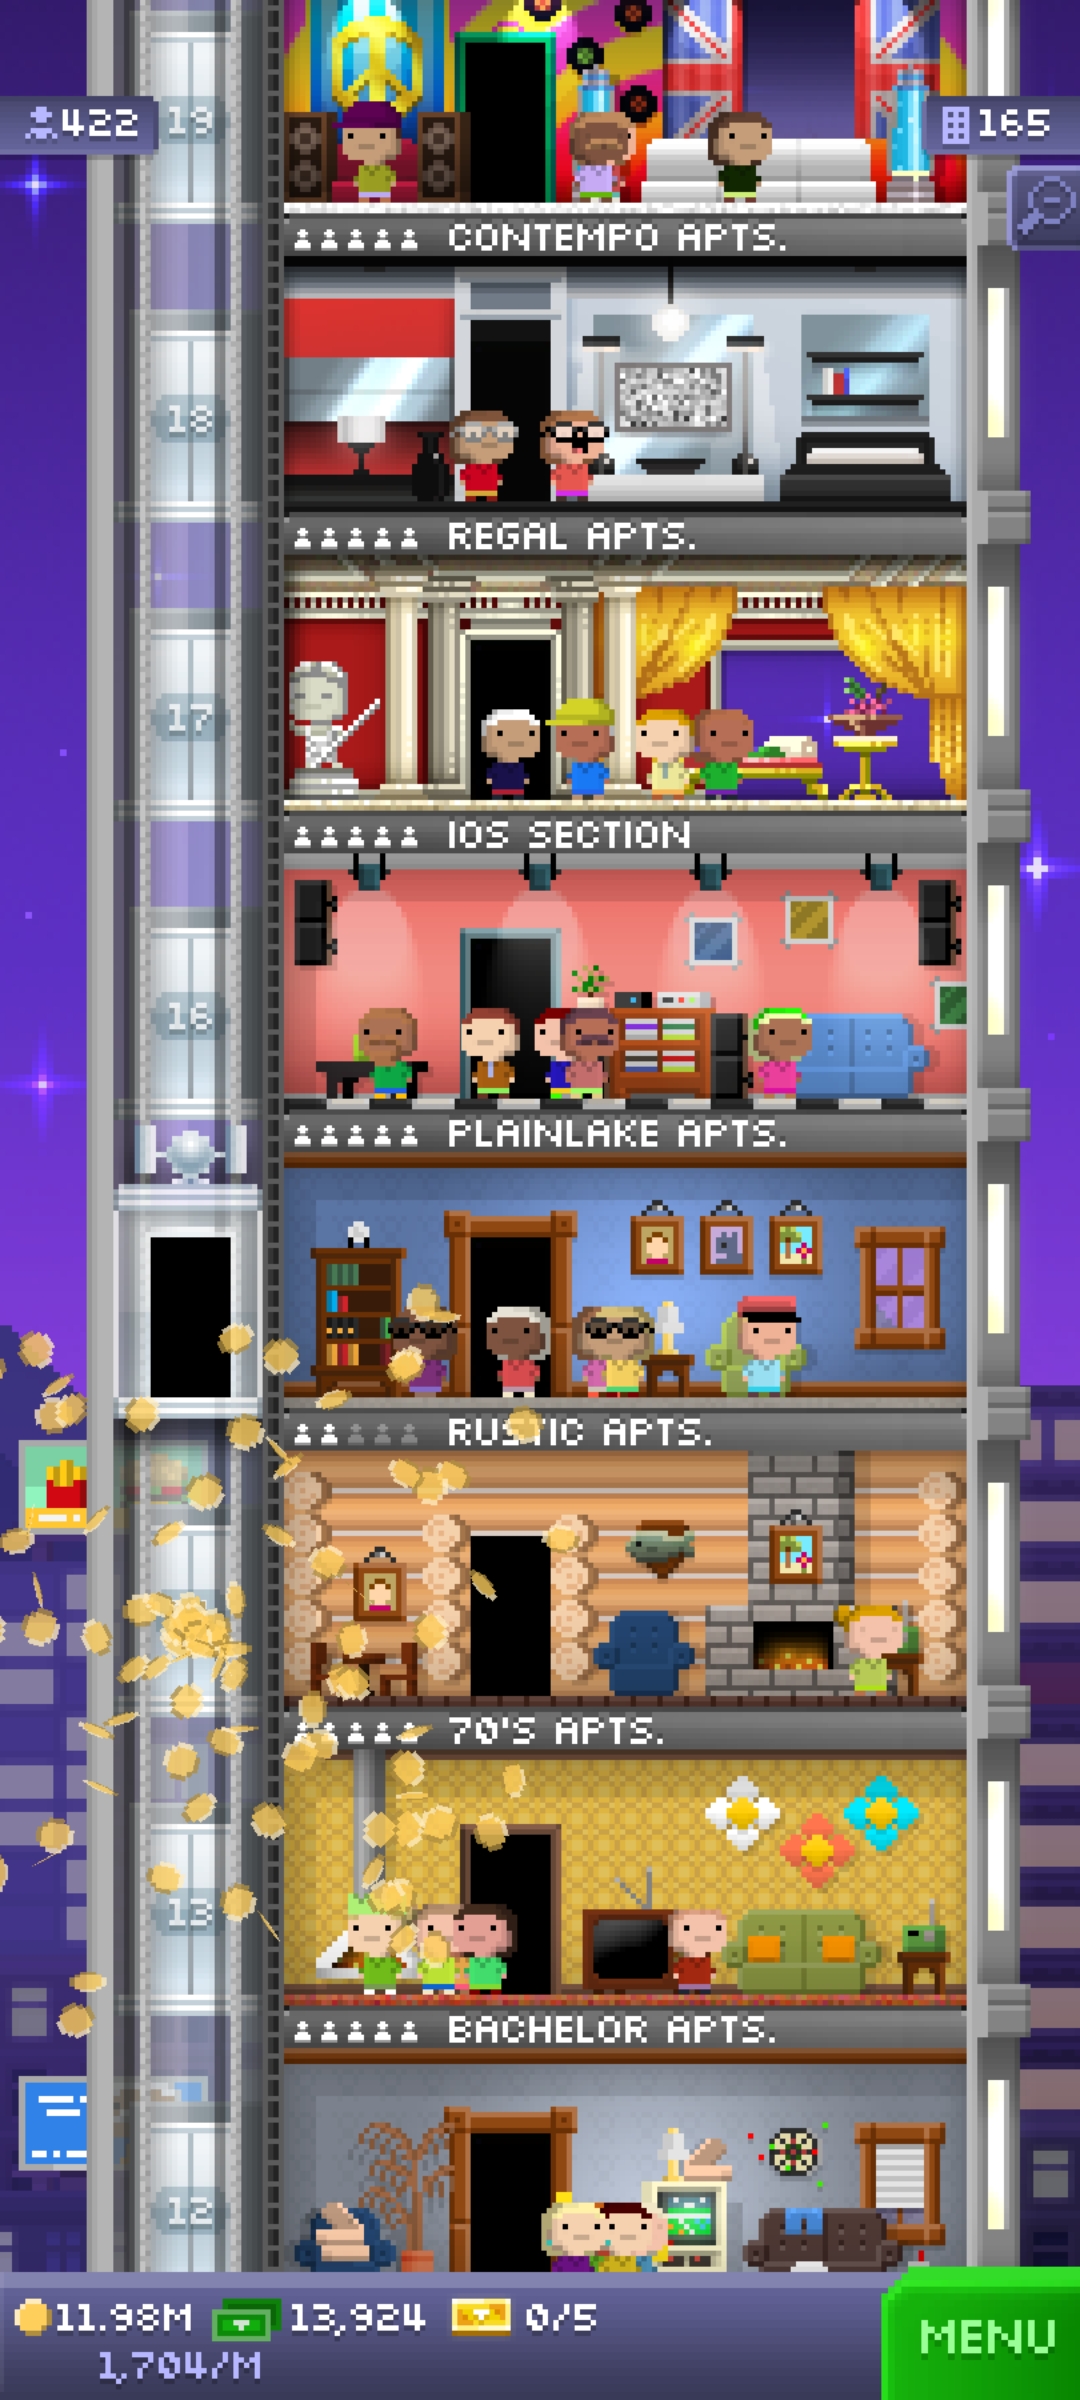 19
422
165
CONTEMPO APTS.
18
REGAL APTS.
17
IOS SECTION
16
PLAINLAKE APTS.
RUSTIC APTS.
70'S APTS.
13
BACHELOR APTS.
12
11.98M 13,924 0/5
1,704/M
MENU